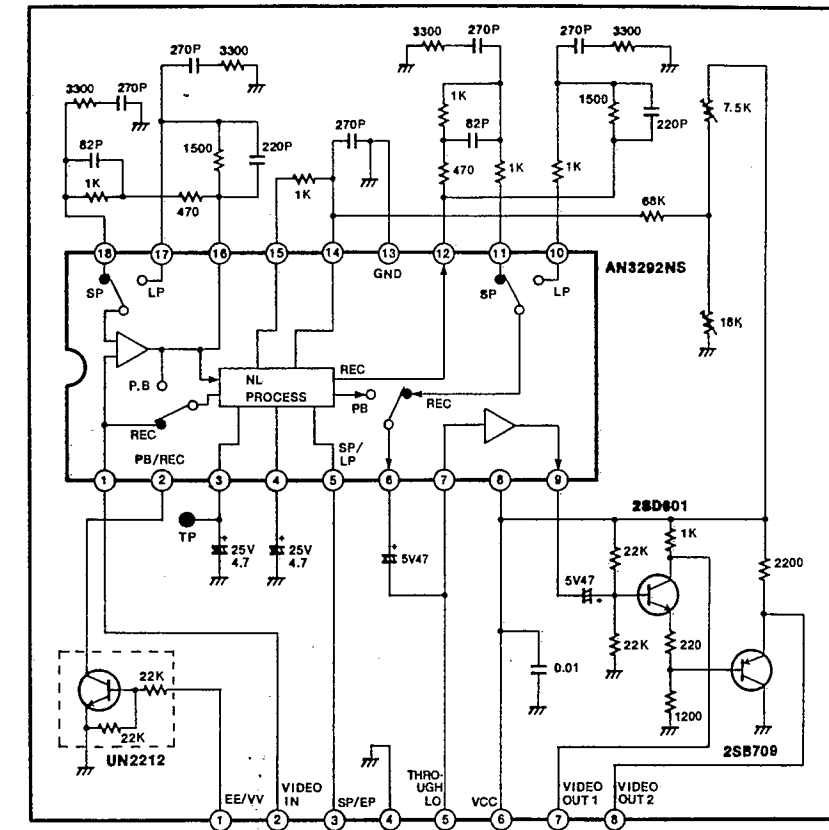 3300
270P
270P
3300
3300
270P
270P
3300
1K
1500
220P
7.5K
82P
1500
220P
270P
82P
1K
470
1K
470
1K
1K
68K
18
17
16
15
14
13
12
11
10
GND
AN3292NS
SP
LP
SP
LP
18K
P.B
NL
PROCESS
REC
PB
REC
REC
PB/REC
SP/
LP
1
2
3
4
5
6
7
8
9
2SD601
TP
25V
4.7
25V
4.7
5V47
22K
1K
5V47
2200
22K
220
22K
0.01
1200
22K
UN2212
2SB709
EE/VV
VIDEO
IN
SP/EP
THRO-
UGH
LO
VCC
VIDEO
OUT 1
VIDEO
OUT 2
1
2
3
4
5
6
7
8